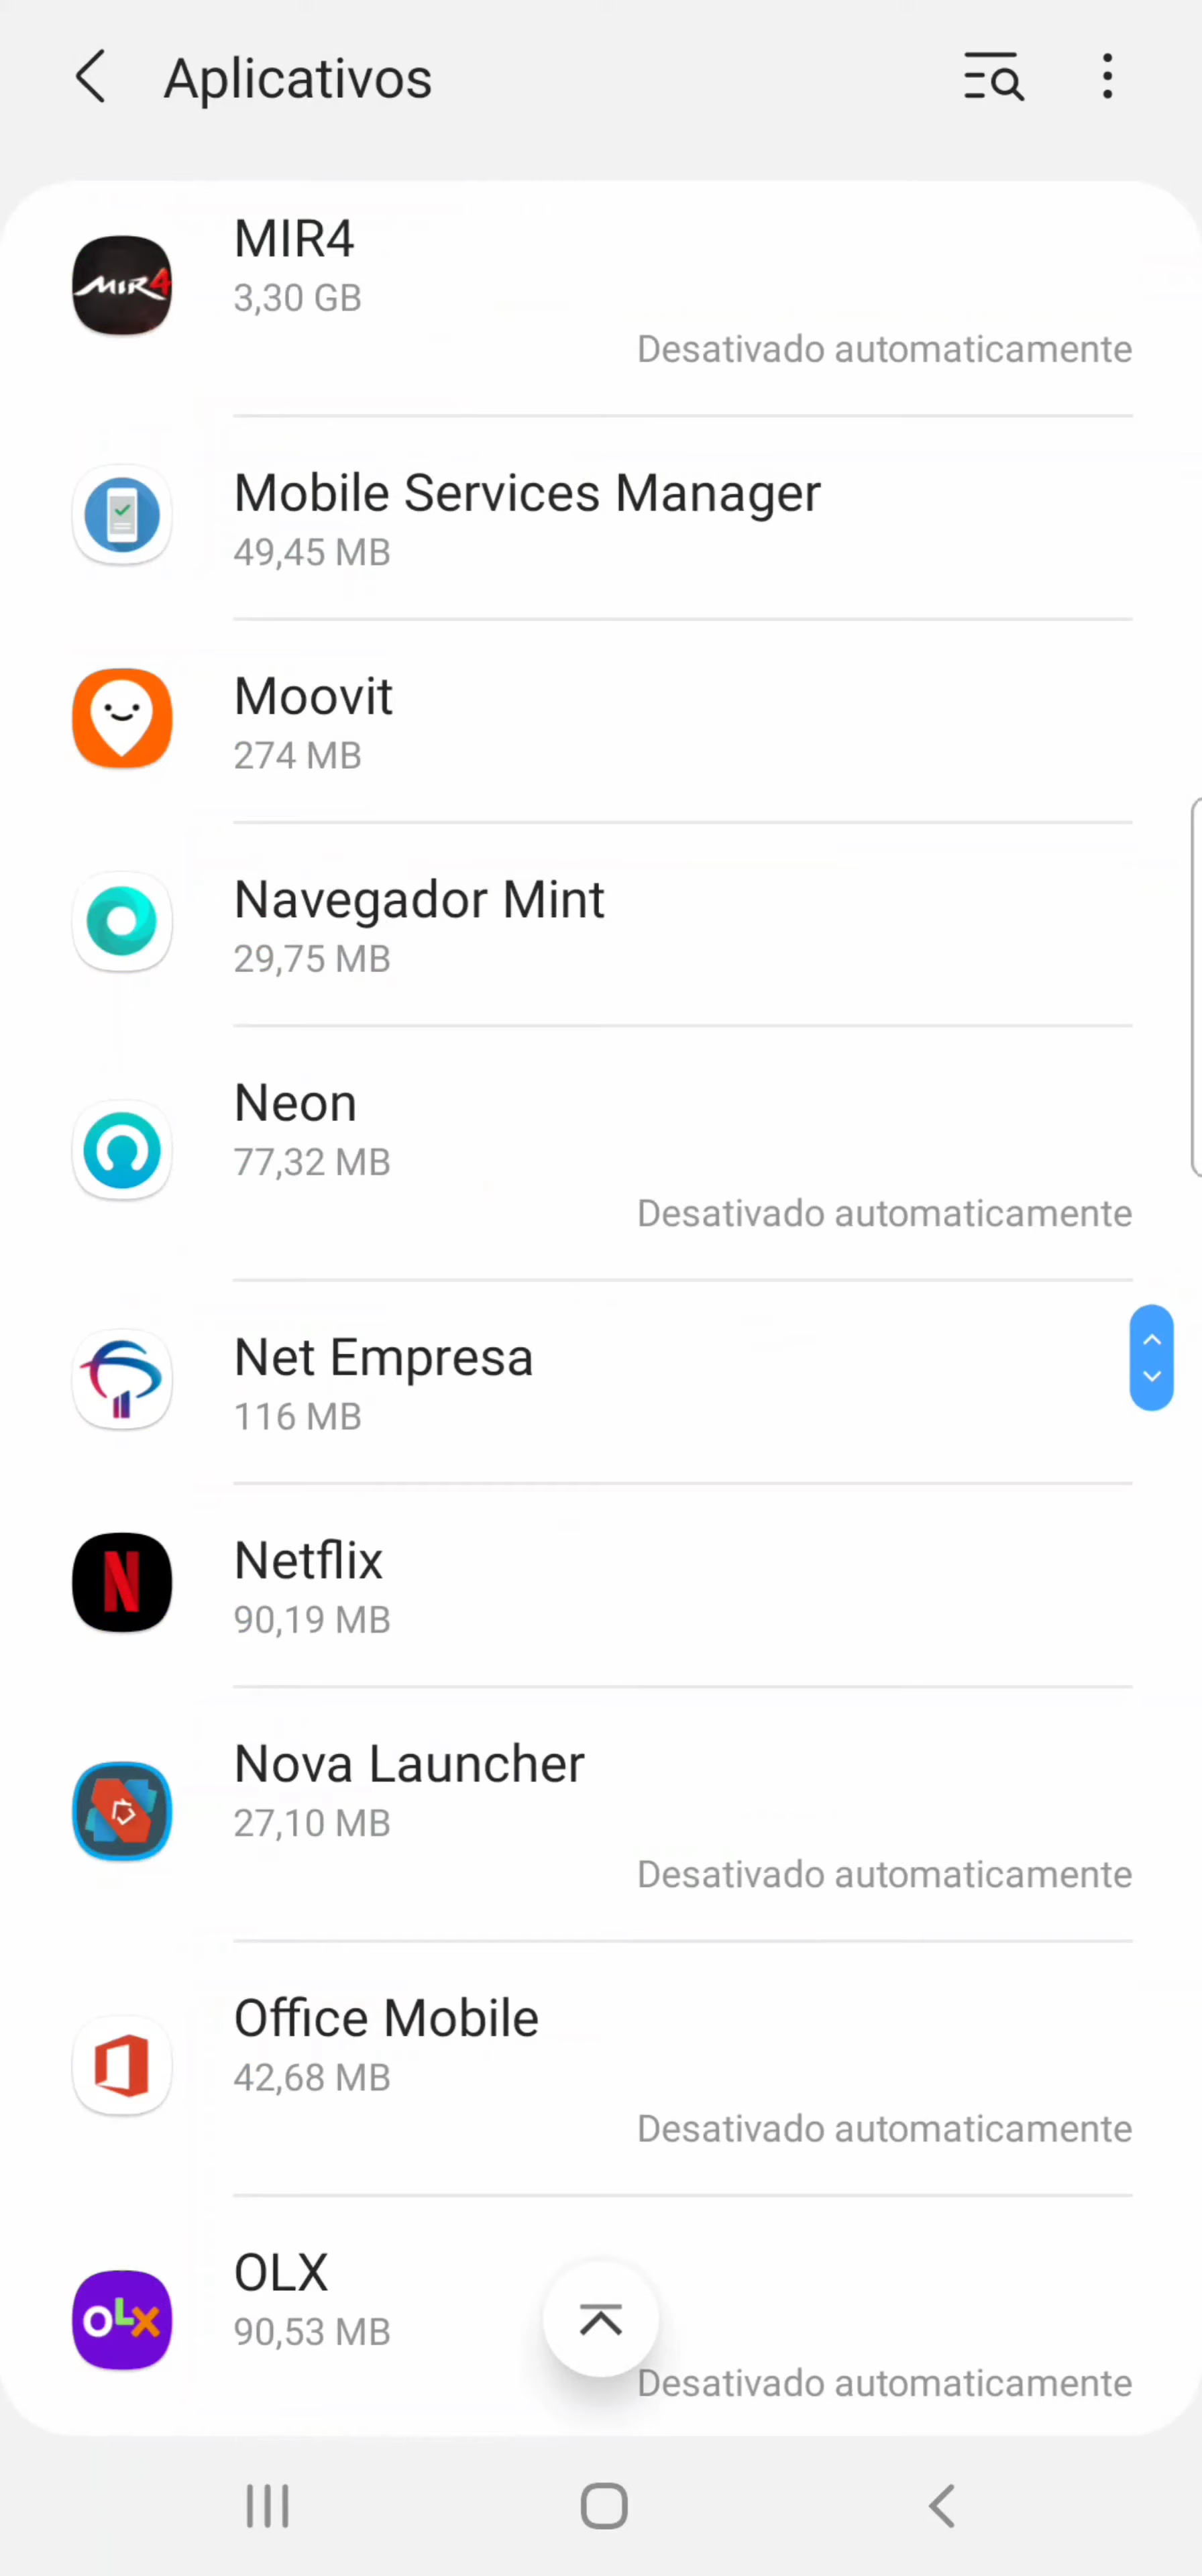 Aplicativos
MIR4
MIR4
3,30 GB
Desativado automaticamente
Mobile Services Manager
49,45 MB
Moovit
274 MB
Navegador Mint
29,75 MB
Neon
77,32 MB
Desativado automaticamente
Net Empresa
116 MB
N
Netflix
90,19 MB
Nova Launcher
27,10 MB
Desativado automaticamente
Office Mobile
42,68 MB
Desativado automaticamente
OLX
OLX
90,53 MB
Desativado automaticamente